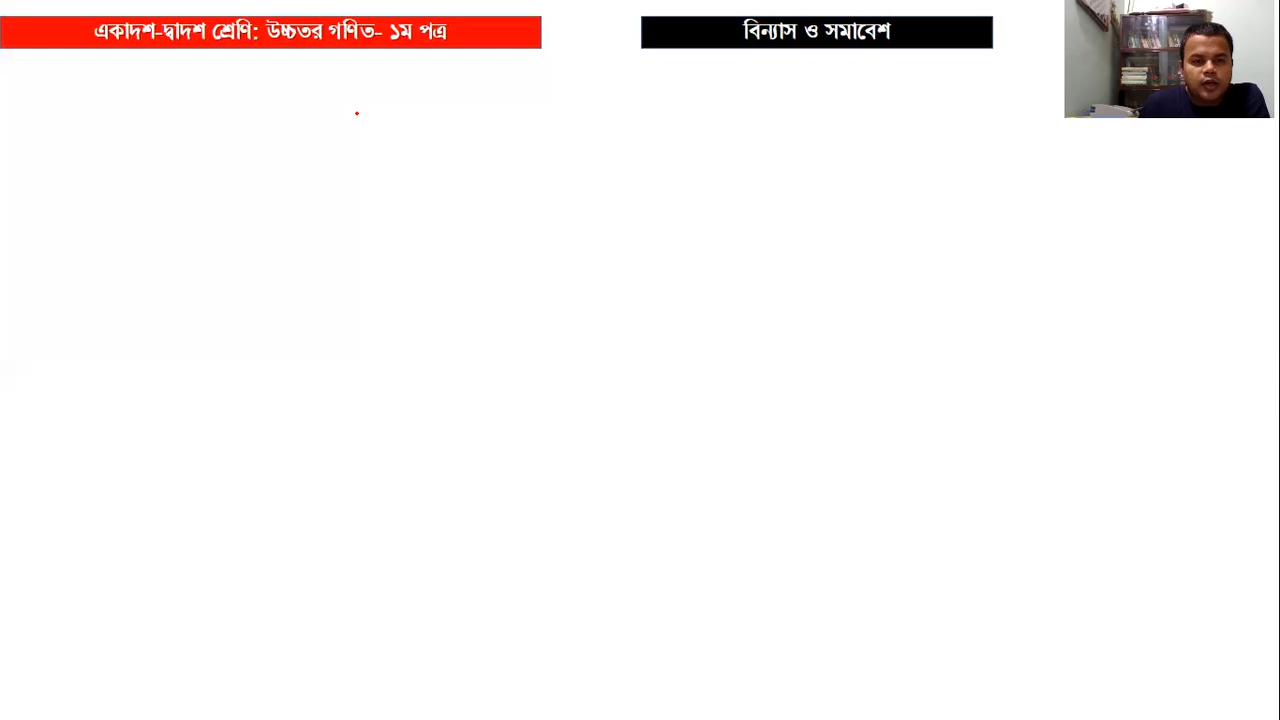 একাদশ-দ্বাদশ শ্রেণি: উচ্চতর গণিত- ১ম পত্র
বিন্যাস ও সমাবেশ